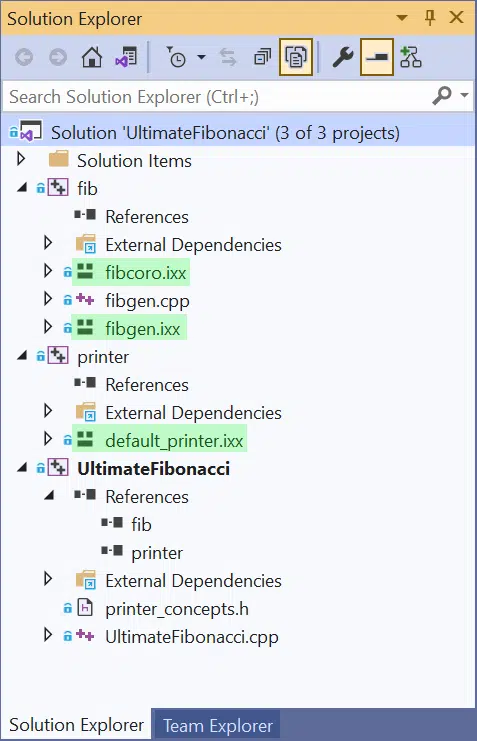 Solution Explorer
Search Solution Explorer (Ctrl+;)
Solution 'UltimateFibonacci' (3 of 3 projects)
Solution Items
fib
References
External Dependencies
fibcoro.ixx
fibgen.cpp
fibgen.ixx
printer
References
External Dependencies
default_printer.ixx
UltimateFibonacci
References
fib
printer
External Dependencies
printer_concepts.h
UltimateFibonacci.cpp
Solution Explorer Team Explorer